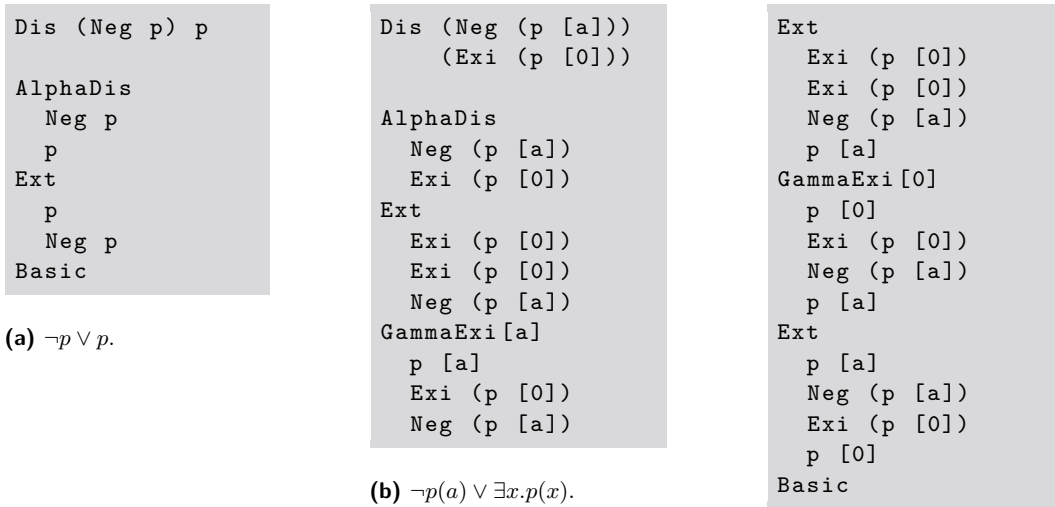 Dis (Neg p) p
AlphaDis
Neg p
p
Ext
p
Neg p
Basic
(a) ¬p ∨ p.
Dis (Neg (p [a]))
(Exi (p [0]))
AlphaDis
Neg (p [a])
Exi (p [0])
Ext
Exi (p [0])
Exi (p [0])
Neg (p [a])
GammaExi[a]
p [a]
Exi (p [0])
Neg (p [a])
(b) ¬p(a) ∨ ∃x.p(x).
Ext
Exi (p [0])
Exi (p [0])
Neg (p [a])
p [a]
GammaExi[0]
p [0]
Exi (p [0])
Neg (p [a])
p [a]
Ext
p [a]
Neg (p [a])
Exi (p [0])
p [0]
Basic